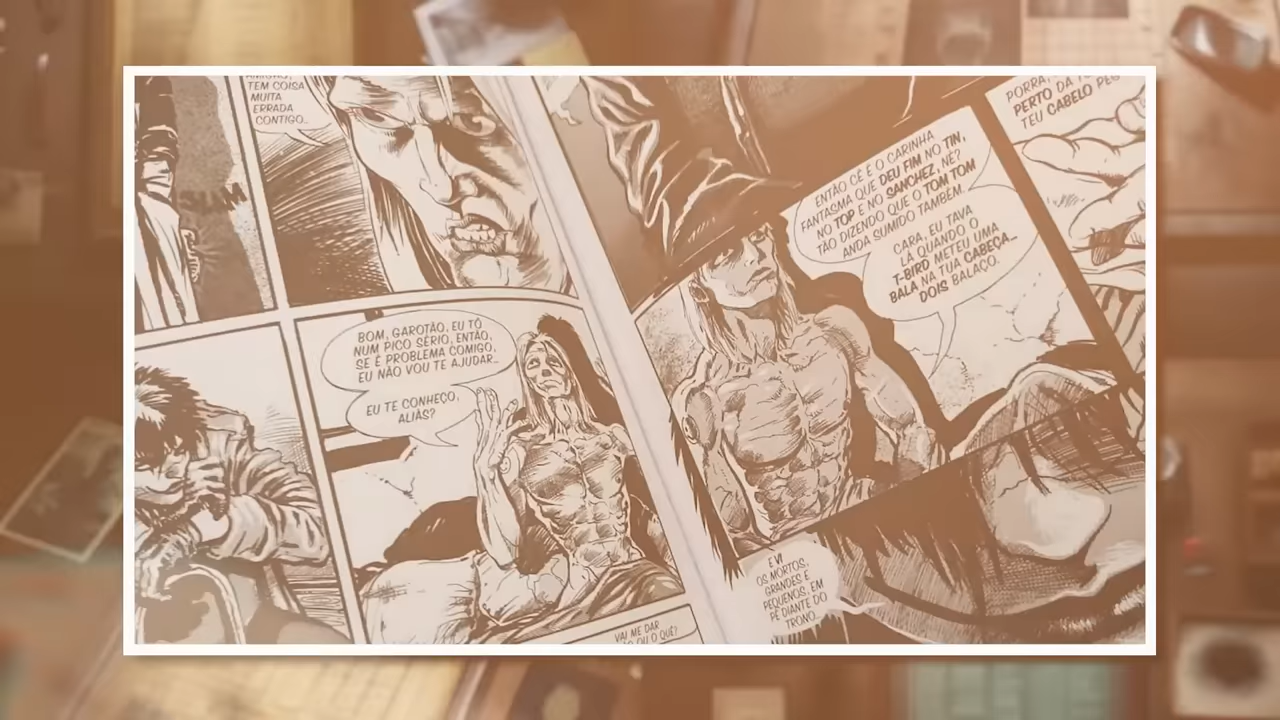 TEM COISA
MUITA
ERRADA
CONTIGO...
BOM, GAROTÃO, EU TÔ
NUM PICO SÉRIO, ENTÃO,
SE É PROBLEMA COMIGO,
EU NÃO VOU TE AJUDAR...
EU TE CONHEÇO,
ALIÁS?
VAI ME DAR
OU O QUÊ?
ENTÃO CÊ É O CARINHA
FANTASMA QUE DEU FIM NO TIN,
NO TOP E NO SANCHEZ, NÉ?
TÃO DIZENDO QUE O TOM TOM
ANDA SUMIDO TAMBÉM.
CARA, EU TAVA
LÁ QUANDO O
T-BIRD METEU UMA
BALA NA TUA CABEÇA...
DOIS BALAÇO.
PORRA,
PERTO DA
TEU CABELO
E VI
OS MORTOS,
GRANDES E
PEQUENOS, EM
PÉ DIANTE DO
TRONO...